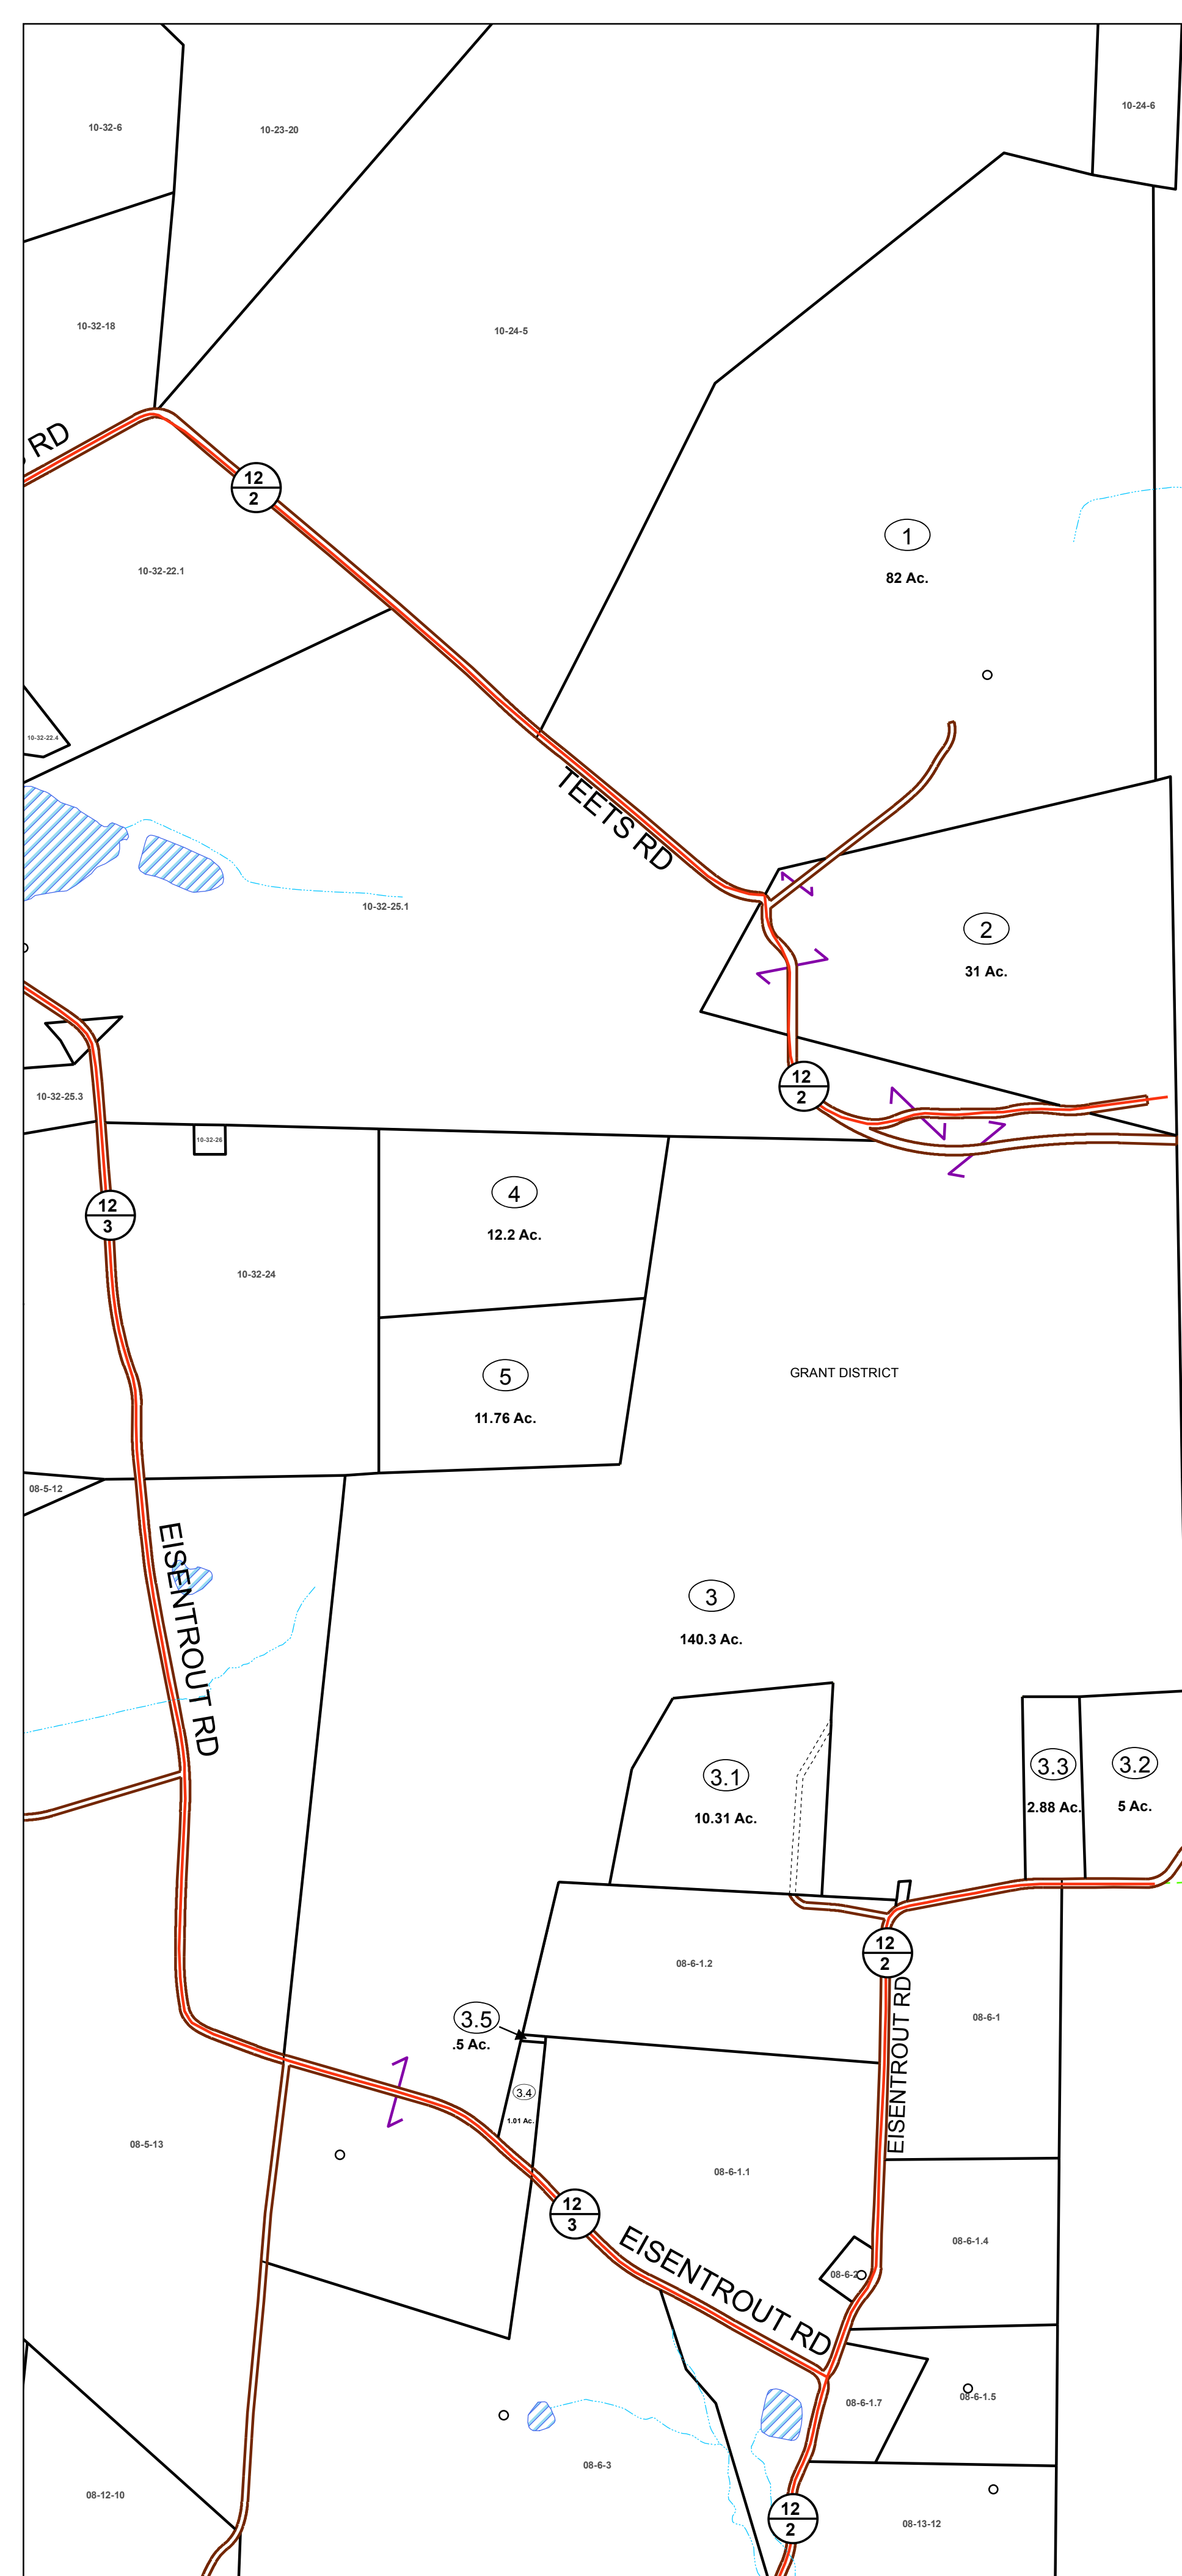 10-24-6
10-32-6
10-23-20
10-32-18
10-24-5
RD
12
2
1
82 Ac.
10-32-22.1
10-32-22.4
TEETS RD
10-32-25.1
2
31 Ac.
12
2
10-32-25.3
10-32-26
4
12.2 Ac.
12
3
10-32-24
5
11.76 Ac.
GRANT DISTRICT
08-5-12
EISENTROUT RD
3
140.3 Ac.
3.1
10.31 Ac.
3.3
2.88 Ac.
3.2
5 Ac.
12
2
08-6-1.2
EISENTROUT RD
08-6-1
3.5
.5 Ac.
3.4
1.01 Ac.
08-5-13
08-6-1.1
12
3
EISENTROUT RD
08-6-1.4
08-6-2
08-6-1.7
08-6-1.5
08-6-3
08-12-10
12
2
08-13-12